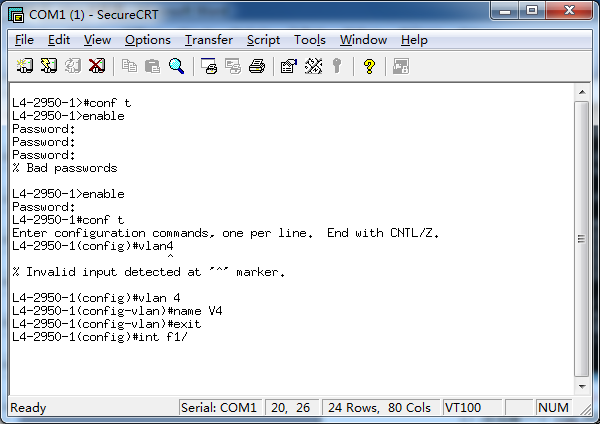 COM1 (1) - SecureCRT
File Edit View Options Transfer Script Tools Window Help
L4-2950-1>#conf t
L4-2950-1>enable
Password:
Password:
Password:
% Bad passwords
L4-2950-1>enable
Password:
L4-2950-1#conf t
Enter configuration commands, one per line.  End with CNTL/Z.
L4-2950-1(config)#vlan4
^
% Invalid input detected at "^" marker.
L4-2950-1(config)#vlan 4
L4-2950-1(config-vlan)#name V4
L4-2950-1(config-vlan)#exit
L4-2950-1(config)#int f1/
Ready Serial: COM1 20, 26 24 Rows, 80 Cols VT100 NUM